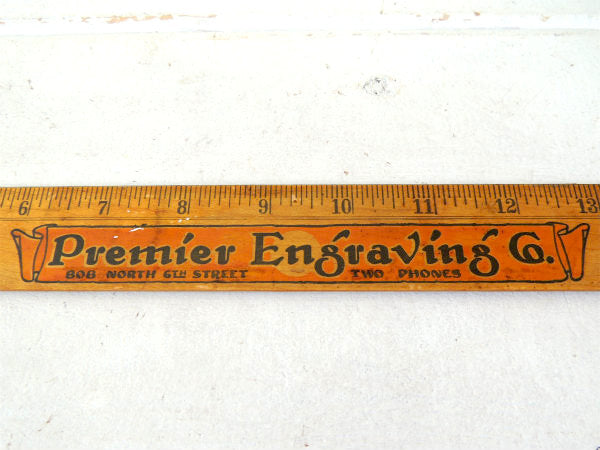 6 7 8 9 10 11 12 13
Premier Engraving Co.
808 NORTH 6TH STREET TWO PHONES